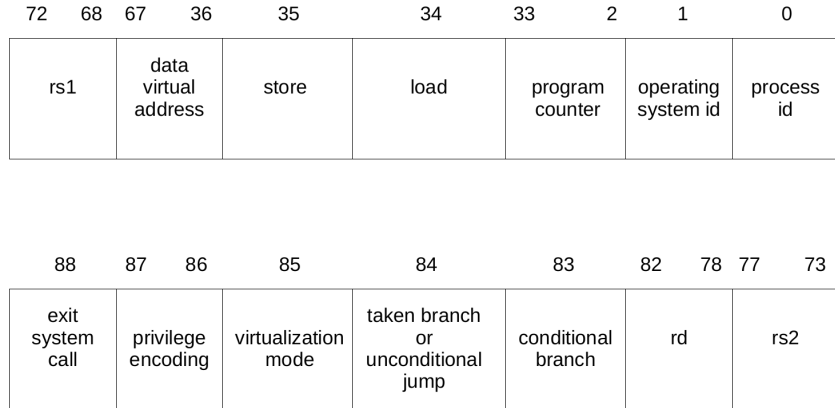 72 68 67 36 35 34 33 2 1 0
rs1
data
virtual
address
store
load
program
counter
operating
system id
process
id
88 87 86 85 84 83 82 78 77 73
exit
system
call
privilege
encoding
virtualization
mode
taken branch
or
unconditional
jump
conditional
branch
rd
rs2